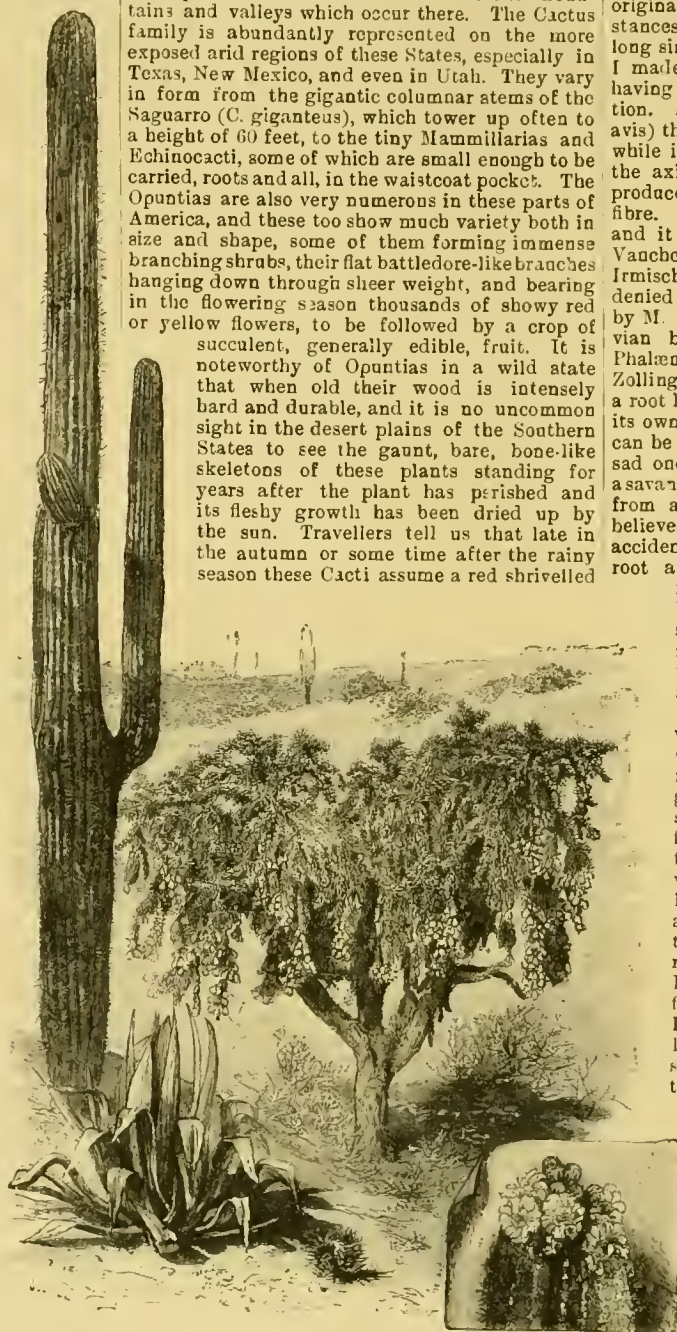 tains and valleys which occur there. The Cactus
family is abundantly represented on the more
exposed arid regions of these States, especially in
Texas, New Mexico, and even in Utah. They vary
in form from the gigantic columnar stems of the
Saguarro (C. giganteus), which tower up often to
a height of 60 feet, to the tiny Mammillarias and
Echinocacti, some of which are small enough to be
carried, roots and all, in the waistcoat pocket. The
Opuntias are also very numerous in these parts of
America, and these too show much variety both in
size and shape, some of them forming immense
branching shrubs, their flat battledore-like branches
hanging down through sheer weight, and bearing
in the flowering season thousands of showy red
or yellow flowers, to be followed by a crop of
succulent, generally edible, fruit. It is
noteworthy of Opuntias in a wild state
that when old their wood is intensely
hard and durable, and it is no uncommon
sight in the desert plains of the Southern
States to see the gaunt, bare, bone-like
skeletons of these plants standing for
years after the plant has perished and
its fleshy growth has been dried up by
the sun. Travellers tell us that late in
the autumn or some time after the rainy
season these Cacti assume a red shrivelled
origina
stances
long
I made
having
tion.
avis) th
while i
the axi
produce
fibre.
and it
Irmisch
denied
by M.
vian b
Phalæn
Zolling
a root l
its own
can be
sad one
a savan
from a
believe
acciden
root a